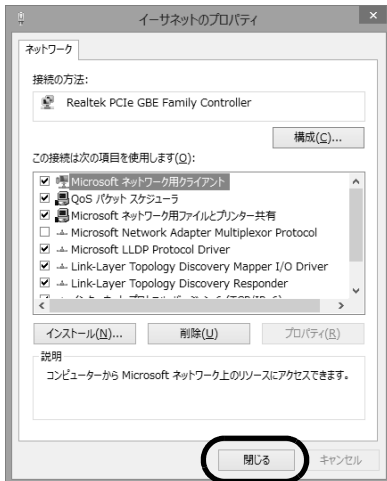 イーサネットのプロパティ
ネットワーク
接続の方法:
Realtek PCIe GBE Family Controller
構成(C)...
この接続は次の項目を使用します(O):
Microsoft ネットワーク用クライアント
QoS パケット スケジューラ
Microsoft ネットワーク用ファイルとプリンター共有
Microsoft Network Adapter Multiplexor Protocol
Microsoft LLDP Protocol Driver
Link-Layer Topology Discovery Mapper I/O Driver
Link-Layer Topology Discovery Responder
インストール(N)...
削除(U)
プロパティ(R)
説明
コンピューターから Microsoft ネットワーク上のリソースにアクセスできます。
閉じる
キャンセル